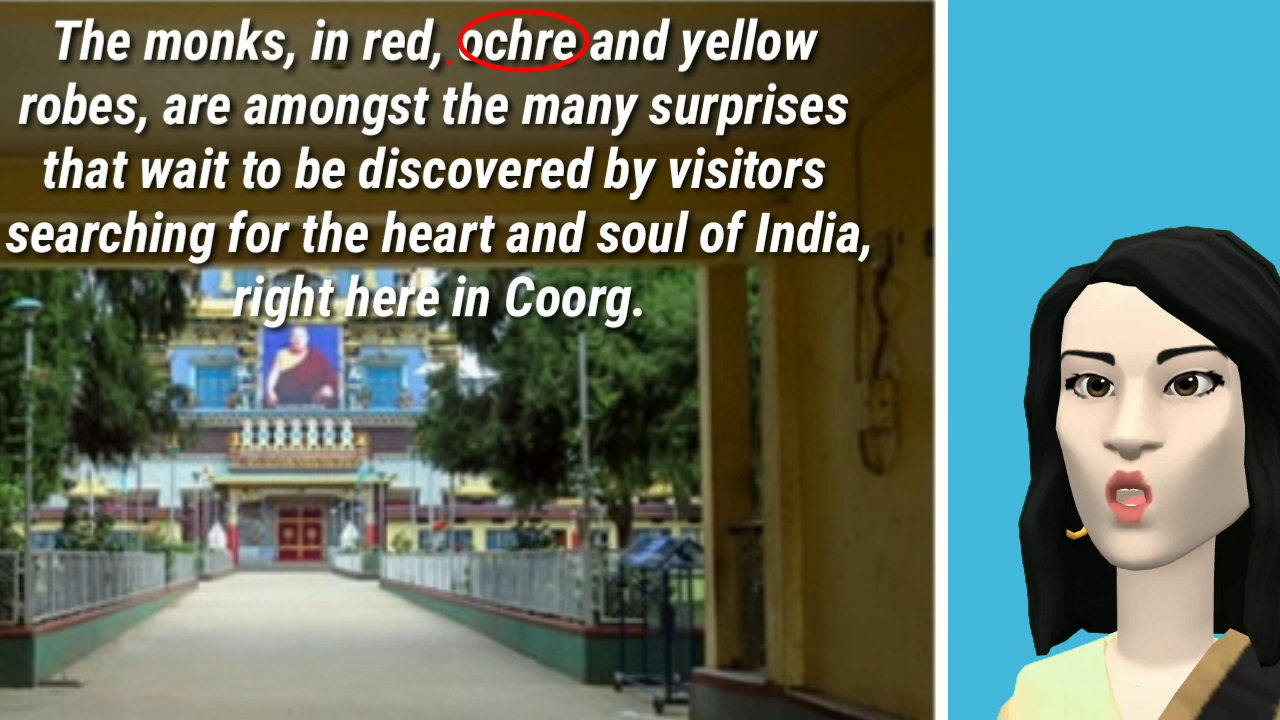 The monks, in red, ochre and yellow
robes, are amongst the many surprises
that wait to be discovered by visitors
searching for the heart and soul of India,
right here in Coorg.